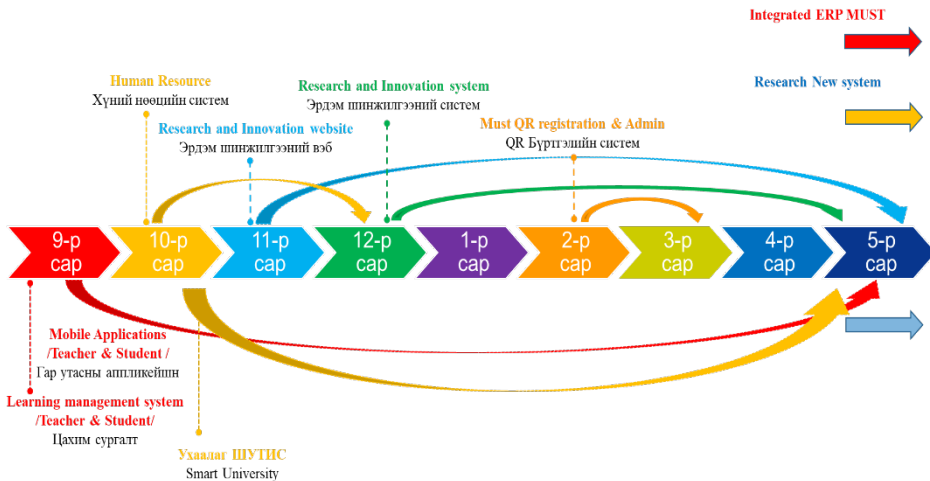 Integrated ERP MUST
Human Resource
Хүний нөөцийн систем
Research and Innovation system
Эрдэм шинжилгээний систем
Research New system
Research and Innovation website
Эрдэм шинжилгээний вэб
Must QR registration & Admin
QR Бүртгэлийн систем
9-р сар
10-р сар
11-р сар
12-р сар
1-р сар
2-р сар
3-р сар
4-р сар
5-р сар
Mobile Applications
/Teacher & Student /
Гар утасны аппликейшн
Learning management system
/Teacher & Student/
Цахим сургалт
Ухаалаг ШУТИС
Smart University